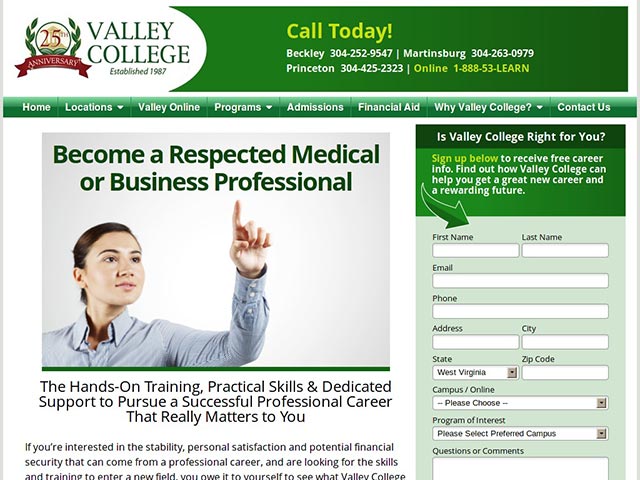 25th
ANNIVERSARY
VALLEY
COLLEGE
Established 1987
Call Today!
Beckley 304-252-9547 | Martinsburg 304-263-0979
Princeton 304-425-2323 | Online 1-888-53-LEARN
Home Locations Valley Online Programs Admissions Financial Aid Why Valley College? Contact Us
Become a Respected Medical
or Business Professional
The Hands-On Training, Practical Skills & Dedicated
Support to Pursue a Successful Professional Career
That Really Matters to You
If you're interested in the stability, personal satisfaction and potential financial
security that can come from a professional career, and are looking for the skills
and training to enter a new field, you owe it to yourself to see what Valley College
Is Valley College Right for You?
Sign up below to receive free career
info. Find out how Valley College can
help you get a great new career and
a rewarding future.
First Name Last Name
Email
Phone
Address City
State Zip Code
West Virginia
Campus / Online
-- Please Choose --
Program of Interest
Please Select Preferred Campus
Questions or Comments